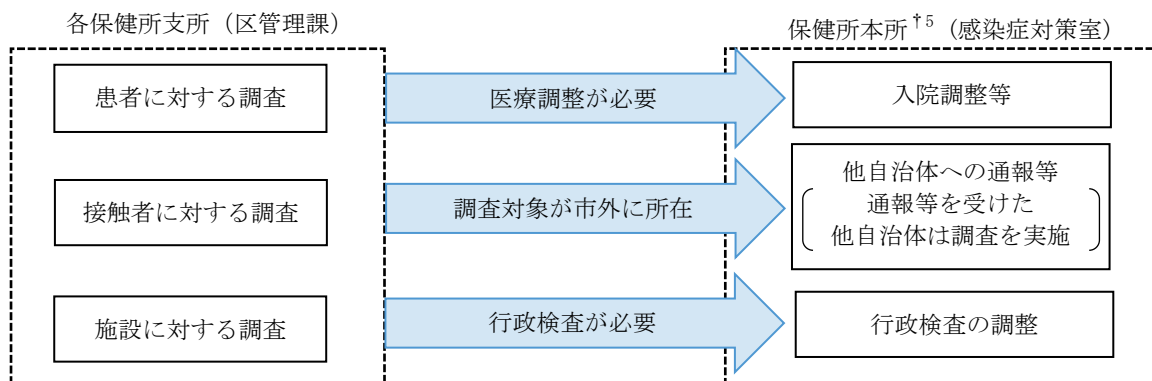 各保健所支所（区管理課）
保健所本所†5（感染症対策室）
患者に対する調査
医療調整が必要
入院調整等
接触者に対する調査
調査対象が市外に所在
他自治体への通報等
通報等を受けた
他自治体は調査を実施
施設に対する調査
行政検査が必要
行政検査の調整